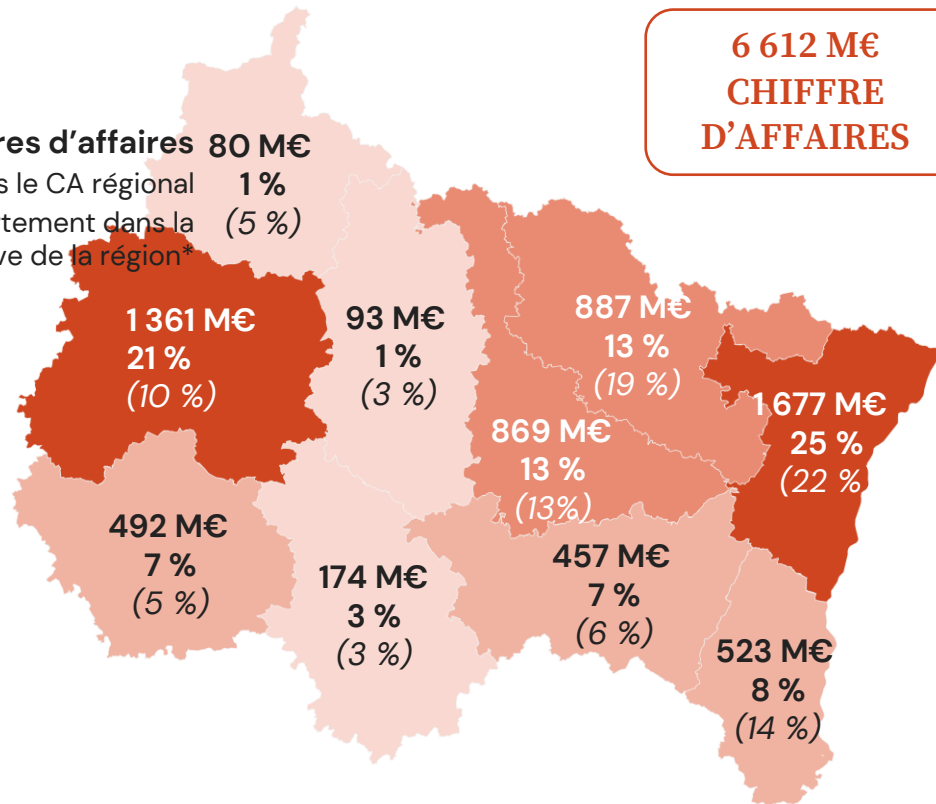 6 612 M€
CHIFFRE
D’AFFAIRES
res d’affaires
s le CA régional
rtement dans la
ve de la région*
80 M€
1 %
(5 %)
1 361 M€
21 %
(10 %)
93 M€
1 %
(3 %)
887 M€
13 %
(19 %)
869 M€
13 %
(13%)
1 677 M€
25 %
(22 %
492 M€
7 %
(5 %)
174 M€
3 %
(3 %)
457 M€
7 %
(6 %)
523 M€
8 %
(14 %)